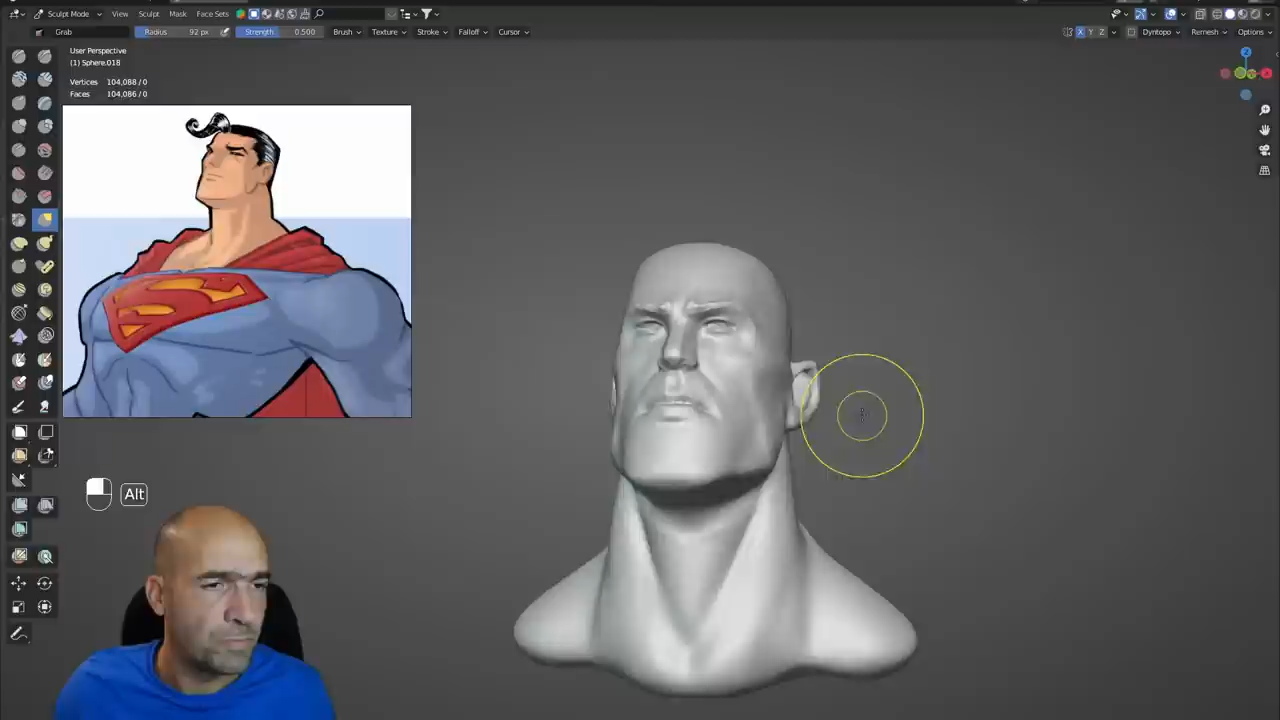 Sculpt Mode View Sculpt Mask Face Sets
Grab Radius 92 px Strength 0.500 Brush Texture Stroke Falloff Cursor X Y Z Dyntopo Remesh Options
User Perspective
(1) Sphere.018
Vertices 104,088 / 0
Faces 104,086 / 0
Z
S
Alt